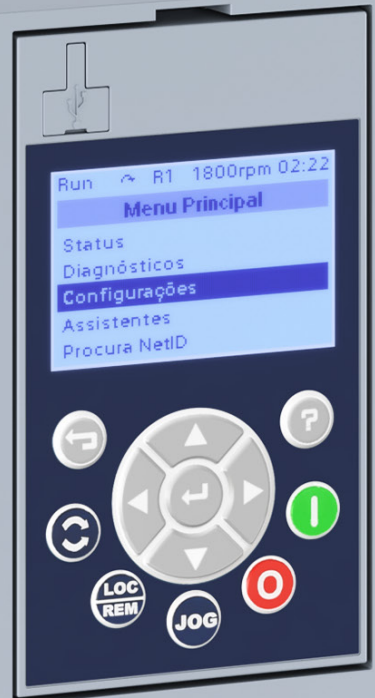 Run R1 1800rpm 02:22
Menu Principal
Status
Diagnósticos
Configurações
Assistentes
Procura NetID
?
LOC
REM
JOG